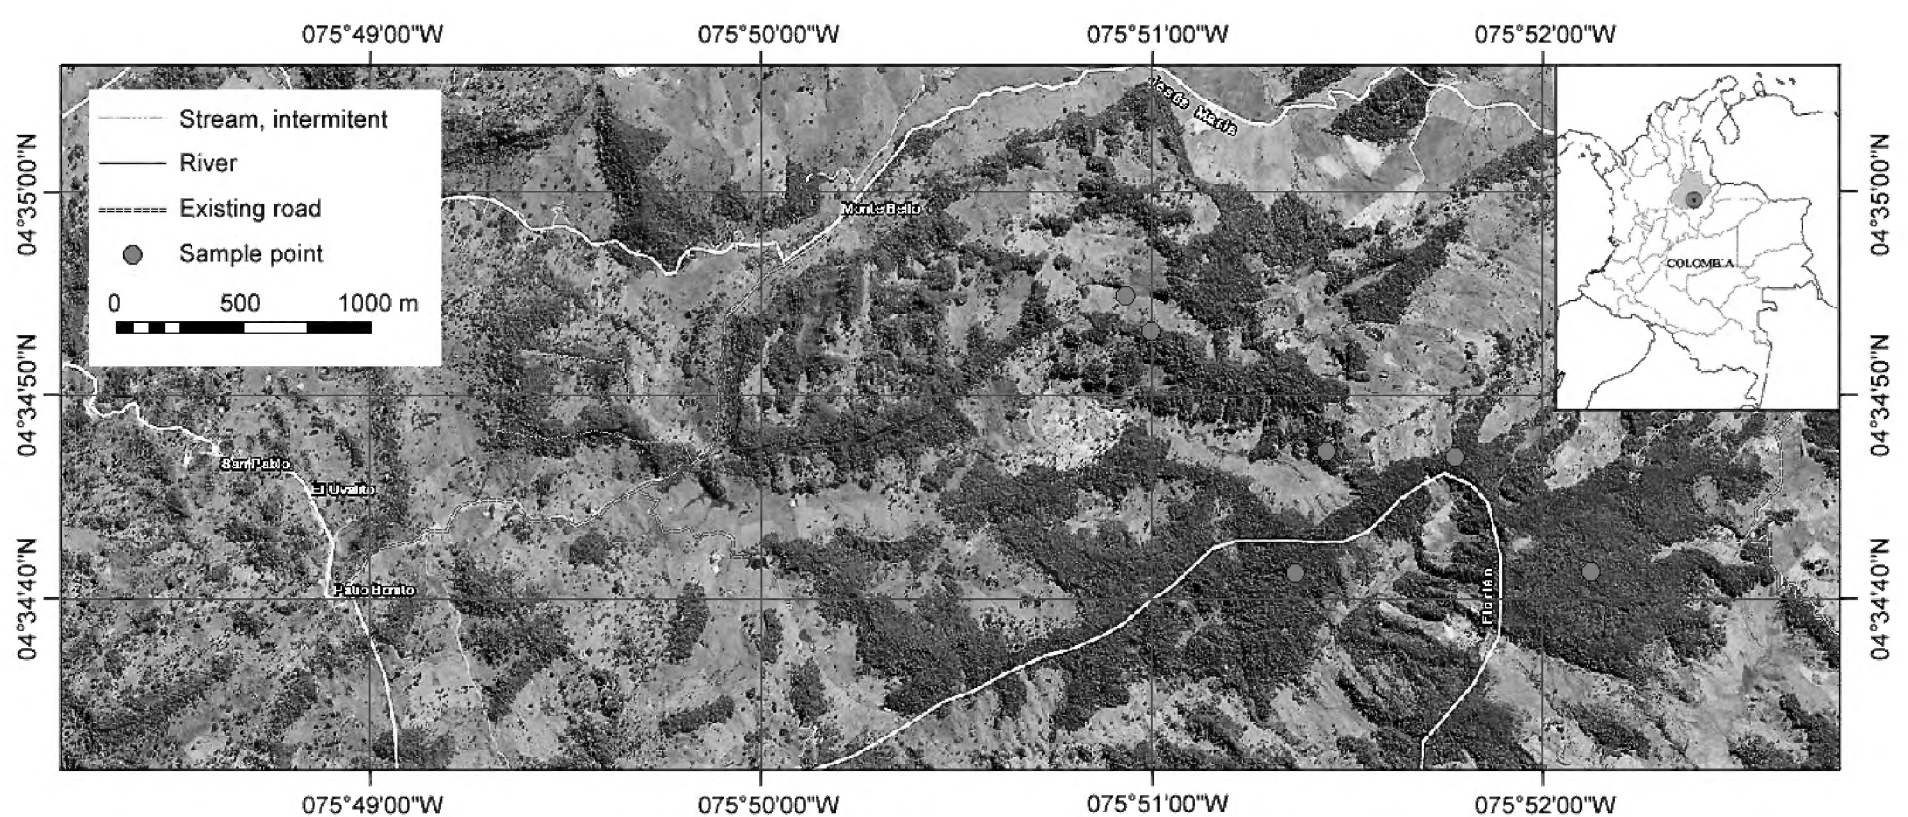 075°49'00"W 075°50'00"W 075°51'00"W 075°52'00"W
Stream, intermitent
River
Existing road
Sample point
0 500 1000 m
04°35'00"N
04°34'50"N
04°34'40"N
Jesús María
Monte Bello
San Pablo
El Uvalito
Patio Bonito
Florián
COLOMBIA
04°35'00"N
04°34'50"N
04°34'40"N
075°49'00"W 075°50'00"W 075°51'00"W 075°52'00"W